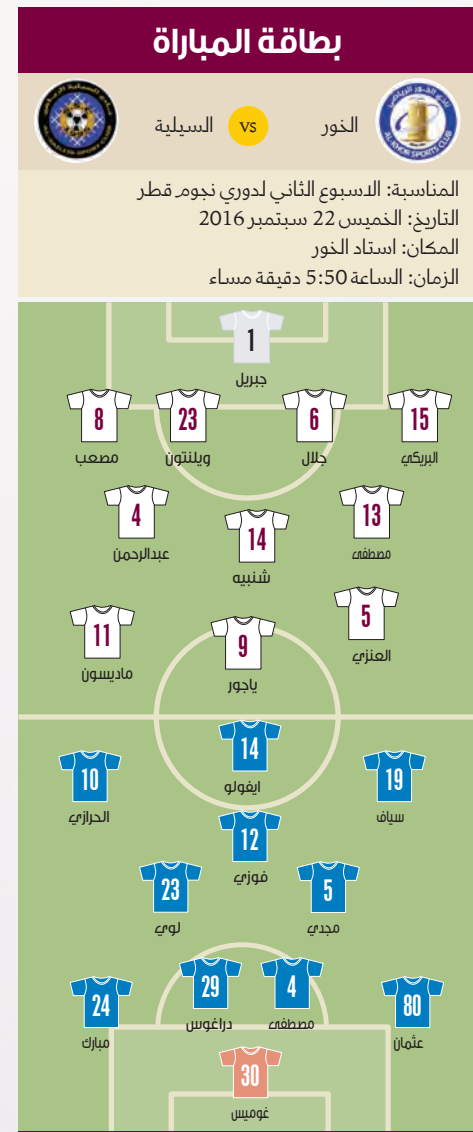 بطاقة المباراة
الخور vs السيلية
المناسبة: الاسبوع الثاني لدوري نجوم قطر
التاريخ: الخميس 22 سبتمبر 2016
المكان: استاد الخور
الزمان: الساعة 5:50 دقيقة مساء
1
جبريل
15 6 23 8
البريكي جلال ويلنتون مصعب
13 14 4
مصطفى شنبيه عبدالرحمن
5 9 11
العنزي ياجور ماديسون
14
ايفولو
19 10
سياف الحرازي
12
فوزي
5 23
مجدي لوي
80 4 29 24
عثمان مصطفى دراغوس مبارك
30
غوميس